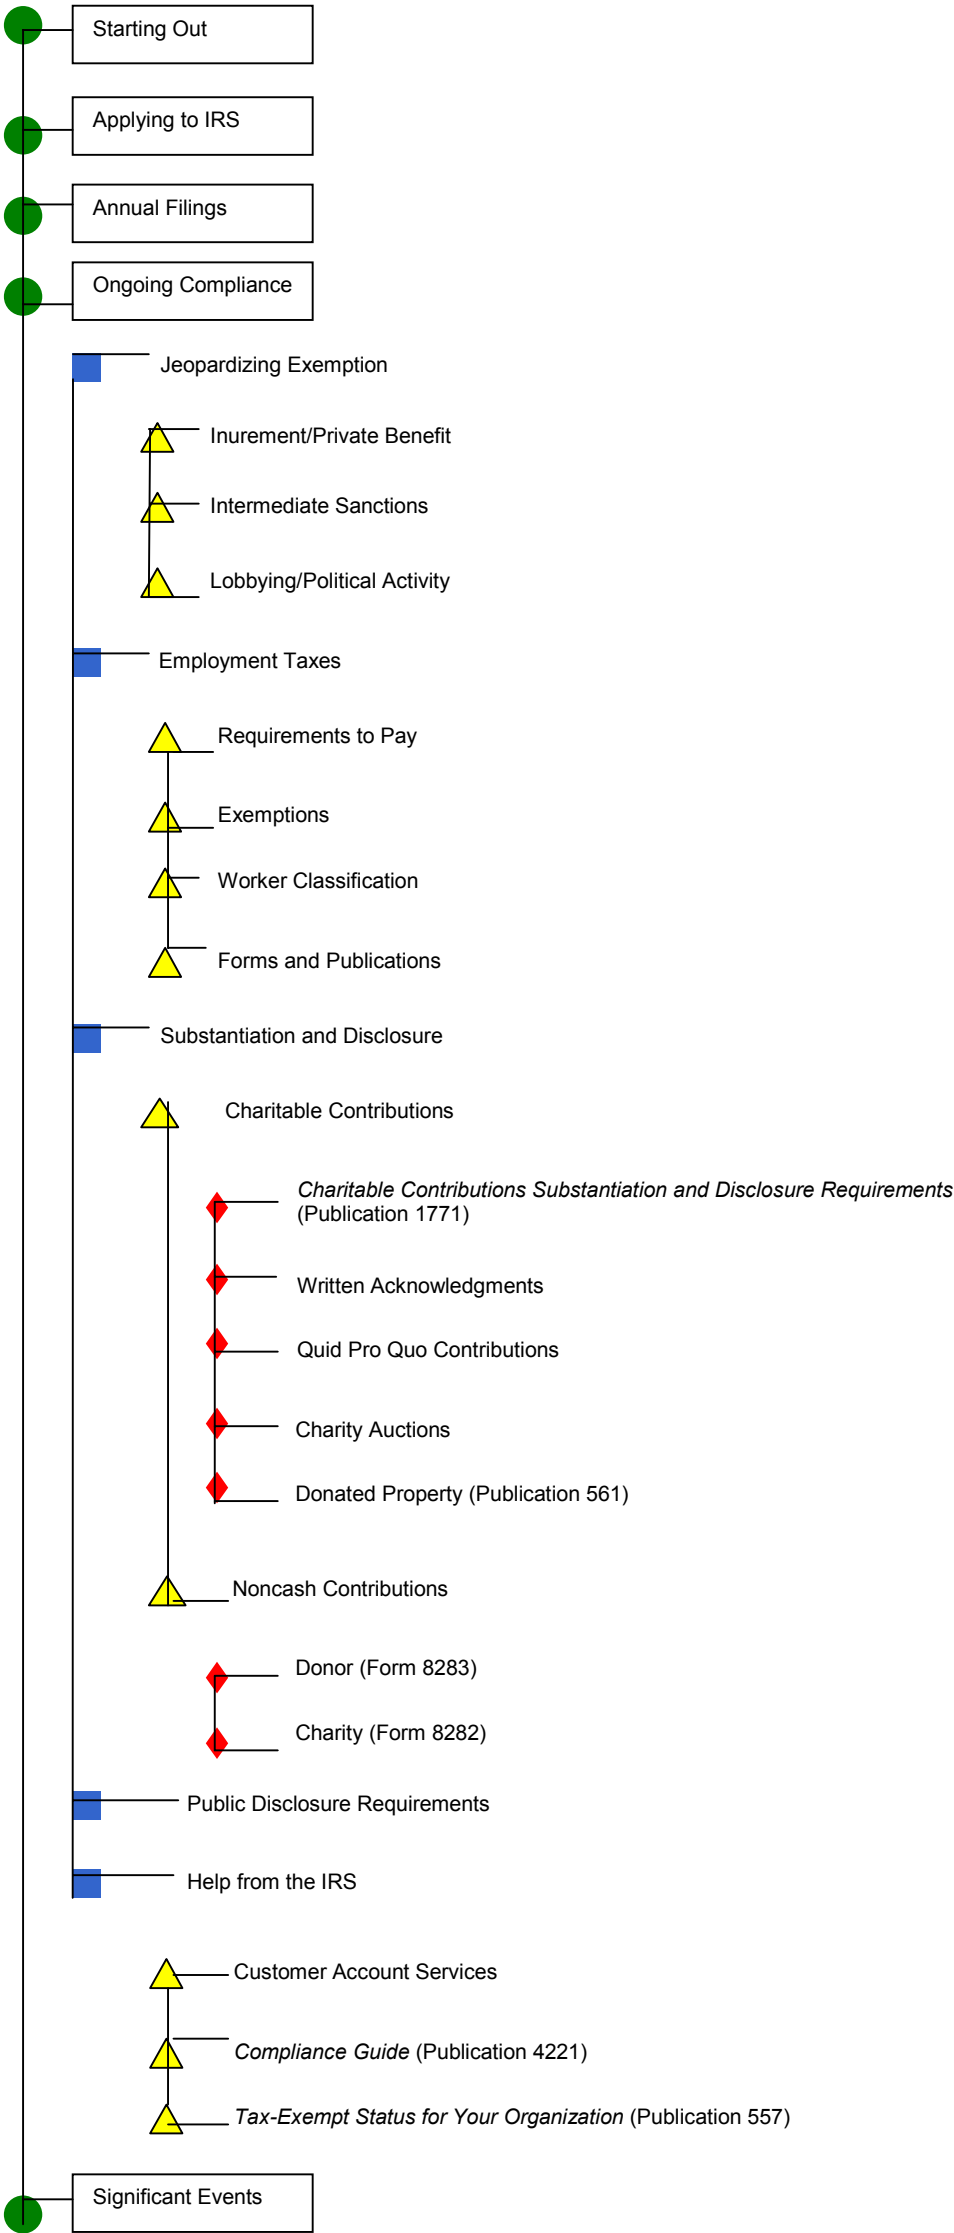 Starting Out
Applying to IRS
Annual Filings
Ongoing Compliance
Jeopardizing Exemption
Inurement/Private Benefit
Intermediate Sanctions
Lobbying/Political Activity
Employment Taxes
Requirements to Pay
Exemptions
Worker Classification
Forms and Publications
Substantiation and Disclosure
Charitable Contributions
Charitable Contributions Substantiation and Disclosure Requirements
(Publication 1771)
Written Acknowledgments
Quid Pro Quo Contributions
Charity Auctions
Donated Property (Publication 561)
Noncash Contributions
Donor (Form 8283)
Charity (Form 8282)
Public Disclosure Requirements
Help from the IRS
Customer Account Services
Compliance Guide (Publication 4221)
Tax-Exempt Status for Your Organization (Publication 557)
Significant Events